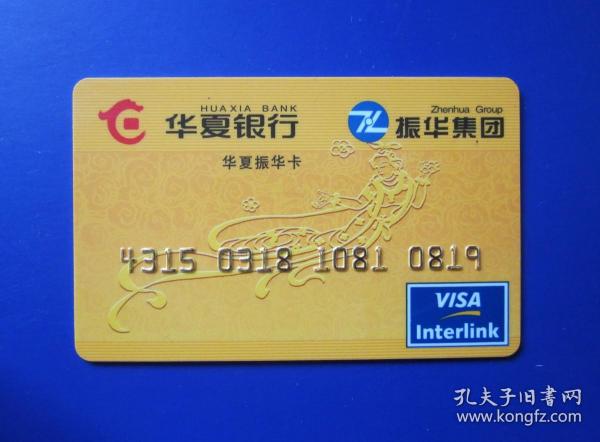 HUAXIA BANK
华夏银行
Zhenhua Group
振华集团
华夏振华卡
4315 0318 1081 0819
VISA
Interlink
孔夫子旧书网
www.kongfz.com